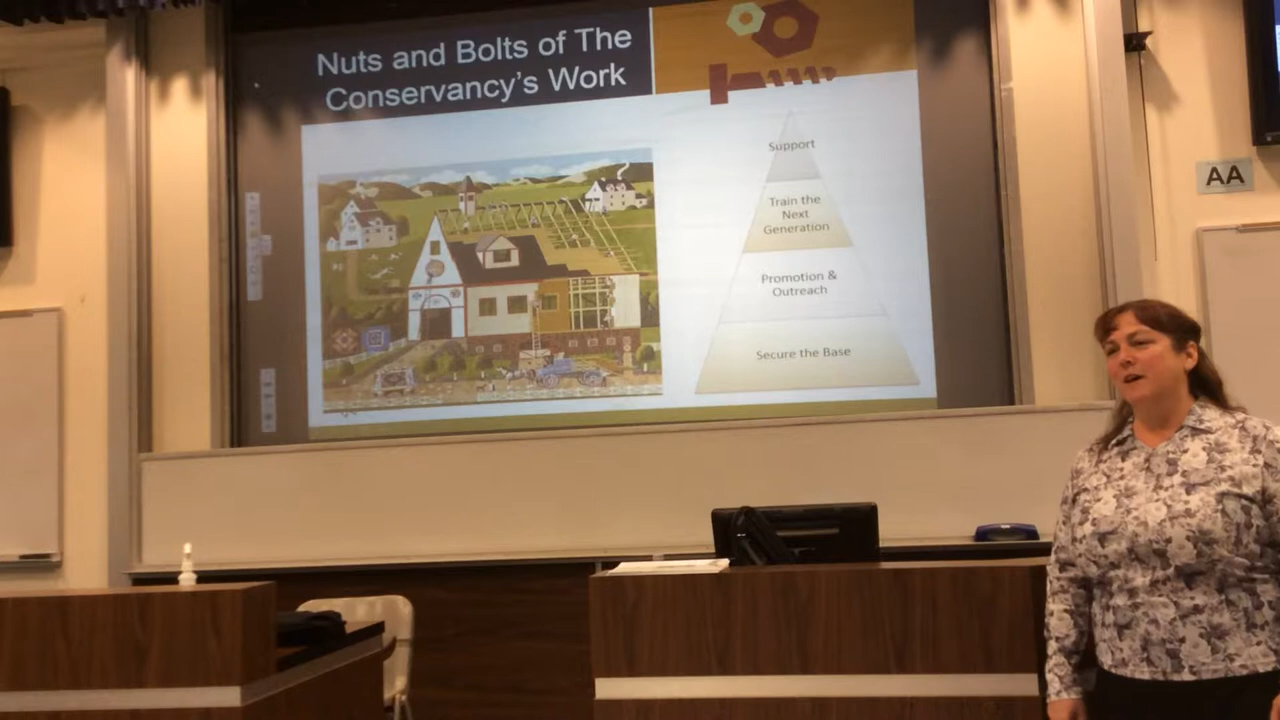 Nuts and Bolts of The
Conservancy's Work
Support
Train the
Next
Generation
Promotion &
Outreach
Secure the Base
AA